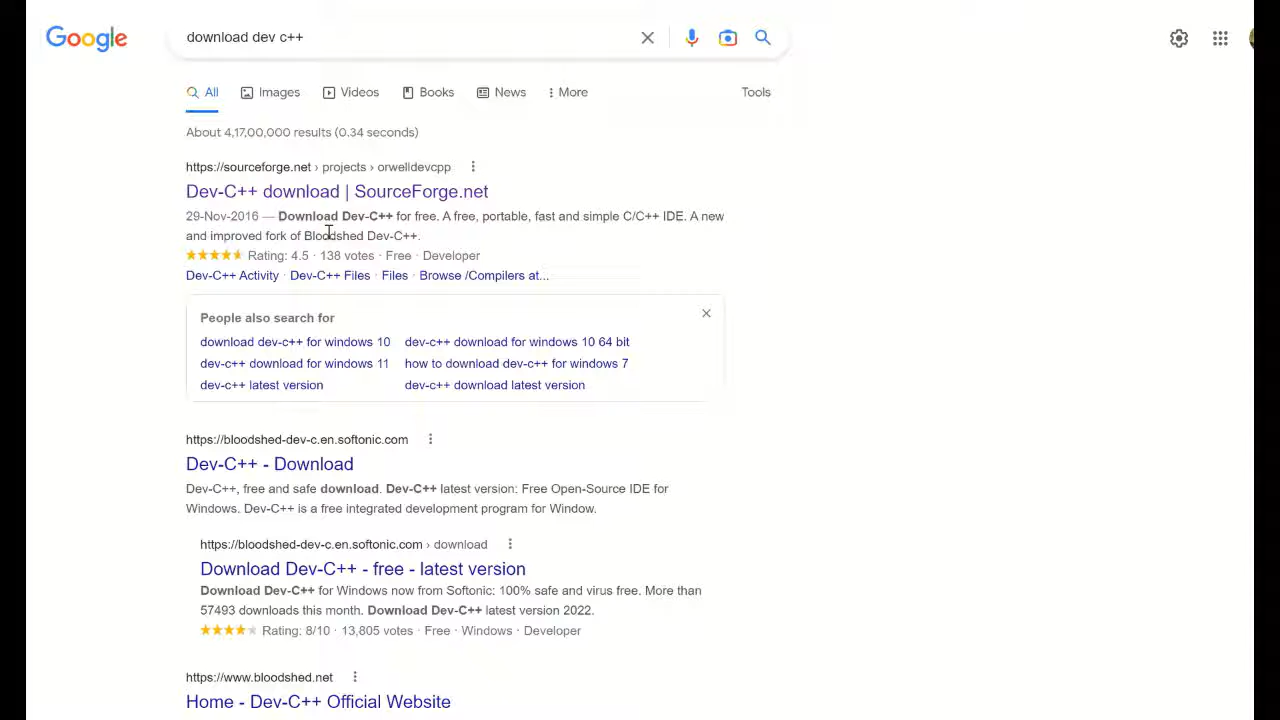 Google
download dev c++
All Images Videos Books News More Tools
About 4,17,00,000 results (0.34 seconds)
https://sourceforge.net › projects › orwelldevcpp
Dev-C++ download | SourceForge.net
29-Nov-2016 — Download Dev-C++ for free. A free, portable, fast and simple C/C++ IDE. A new
and improved fork of Bloodshed Dev-C++.
Rating: 4.5 · 138 votes · Free · Developer
Dev-C++ Activity · Dev-C++ Files · Files · Browse /Compilers at...
People also search for
download dev-c++ for windows 10 dev-c++ download for windows 10 64 bit
dev-c++ download for windows 11 how to download dev-c++ for windows 7
dev-c++ latest version dev-c++ download latest version
https://bloodshed-dev-c.en.softonic.com
Dev-C++ - Download
Dev-C++, free and safe download. Dev-C++ latest version: Free Open-Source IDE for
Windows. Dev-C++ is a free integrated development program for Window.
https://bloodshed-dev-c.en.softonic.com › download
Download Dev-C++ - free - latest version
Download Dev-C++ for Windows now from Softonic: 100% safe and virus free. More than
57493 downloads this month. Download Dev-C++ latest version 2022.
Rating: 8/10 · 13,805 votes · Free · Windows · Developer
https://www.bloodshed.net
Home - Dev-C++ Official Website